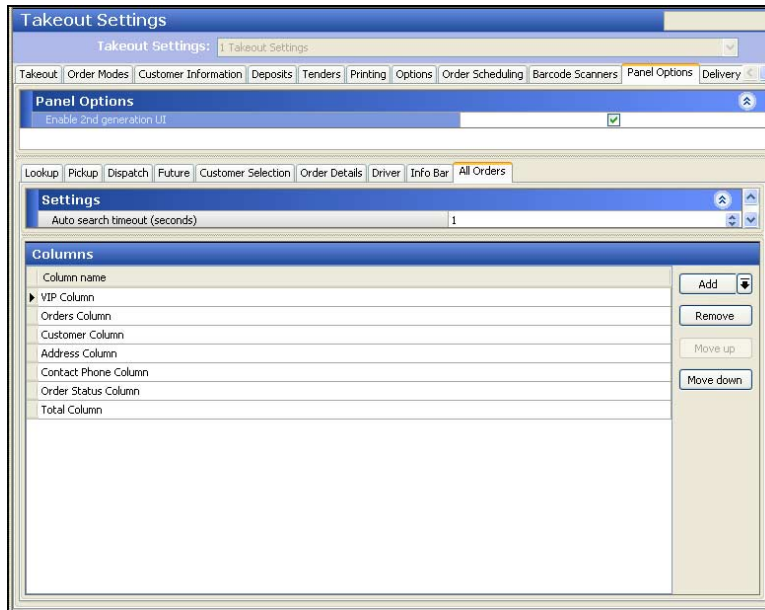 Takeout Settings
Takeout Settings: 1 Takeout Settings
Takeout Order Modes Customer Information Deposits Tenders Printing Options Order Scheduling Barcode Scanners Panel Options Delivery
Panel Options
Enable 2nd generation UI
Lookup Pickup Dispatch Future Customer Selection Order Details Driver Info Bar All Orders
Settings
Auto search timeout (seconds) 1
Columns
Column name
Add
VIP Column
Orders Column
Remove
Customer Column
Address Column
Move up
Contact Phone Column
Move down
Order Status Column
Total Column